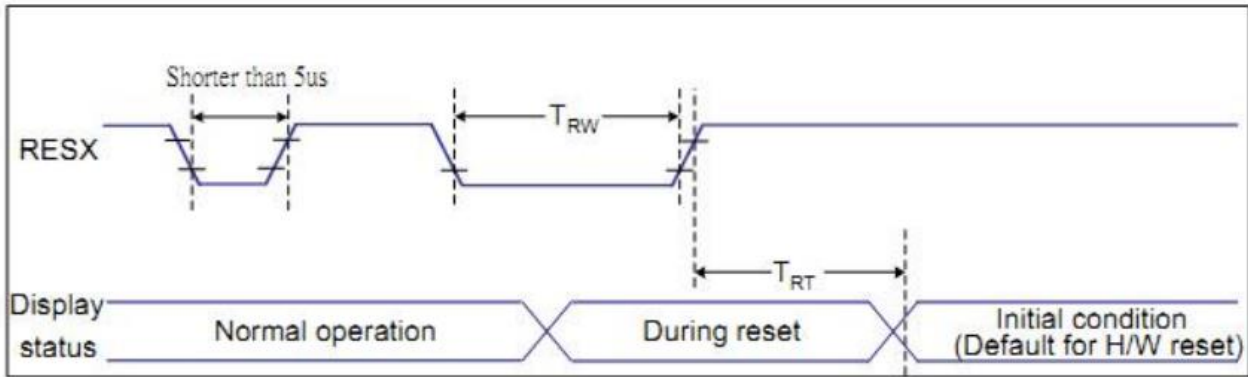 Shorter than 5us
RESX
TRW
TRT
Display
status
Normal operation
During reset
Initial condition
(Default for H/W reset)